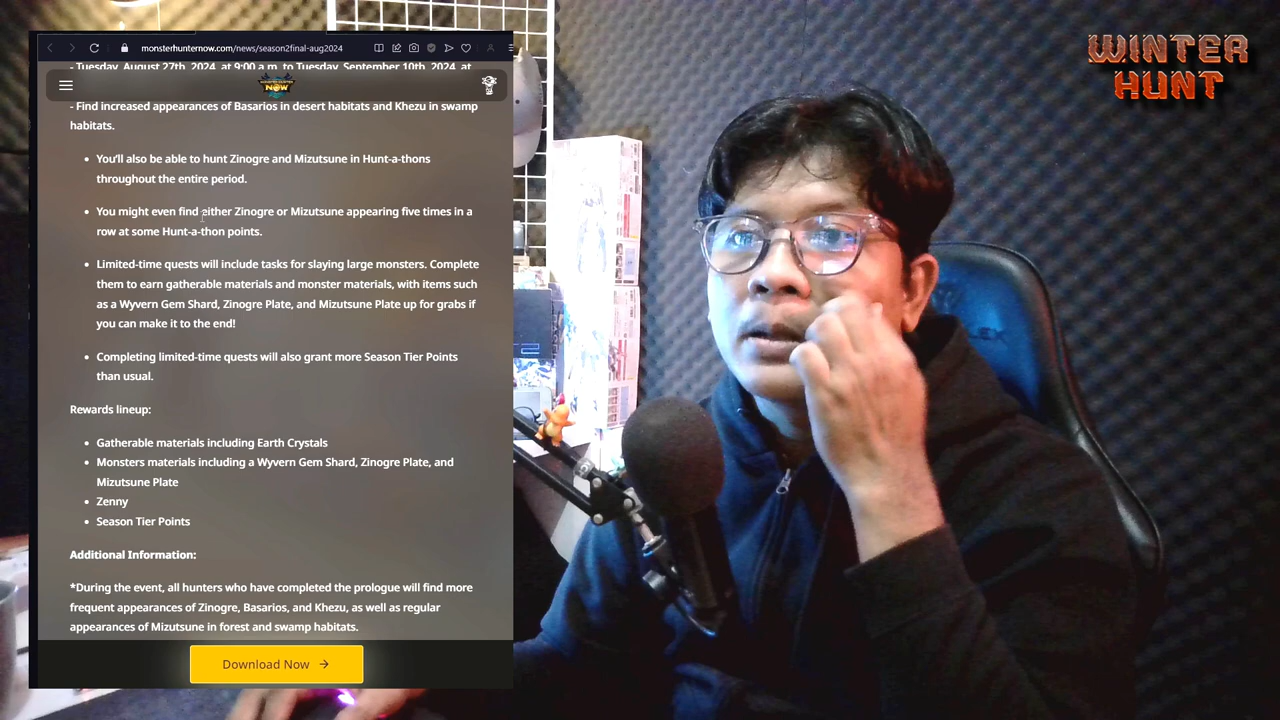 monsterhunternow.com/news/season2final-aug2024
WINTER
HUNT
- Tuesday, August 27th, 2024, at 9:00 a.m. to Tuesday, September 10th, 2024, at
MONSTER HUNTER
NOW
- Find increased appearances of Basarios in desert habitats and Khezu in swamp
habitats.
• You'll also be able to hunt Zinogre and Mizutsune in Hunt-a-thons
throughout the entire period.
• You might even find either Zinogre or Mizutsune appearing five times in a
row at some Hunt-a-thon points.
• Limited-time quests will include tasks for slaying large monsters. Complete
them to earn gatherable materials and monster materials, with items such
as a Wyvern Gem Shard, Zinogre Plate, and Mizutsune Plate up for grabs if
you can make it to the end!
• Completing limited-time quests will also grant more Season Tier Points
than usual.
Rewards lineup:
• Gatherable materials including Earth Crystals
• Monsters materials including a Wyvern Gem Shard, Zinogre Plate, and
Mizutsune Plate
• Zenny
• Season Tier Points
Additional Information:
*During the event, all hunters who have completed the prologue will find more
frequent appearances of Zinogre, Basarios, and Khezu, as well as regular
appearances of Mizutsune in forest and swamp habitats.
Download Now →